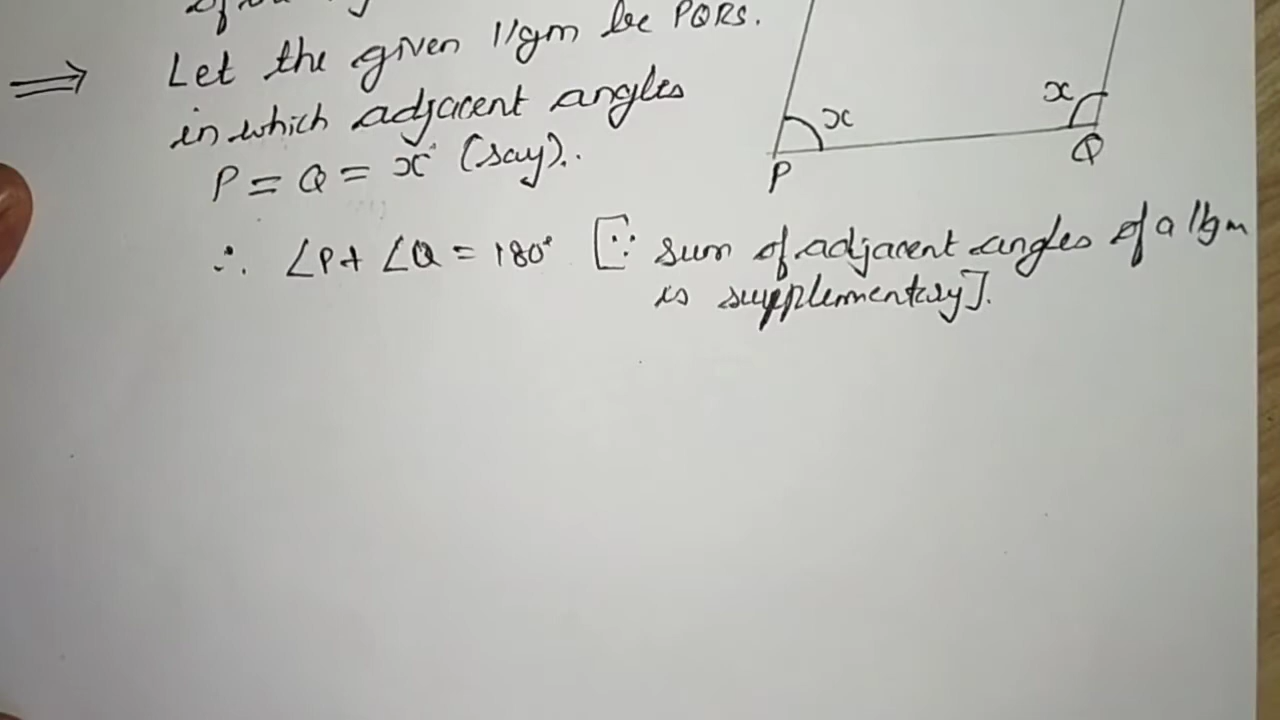 ⇒ Let the given ||gm be PQRS.
in which adjacent angles
P = Q = x° (say).
∴ ∠P + ∠Q = 180° [∵ sum of adjacent angles of a ||gm
is supplementary].
x
x
P
Q